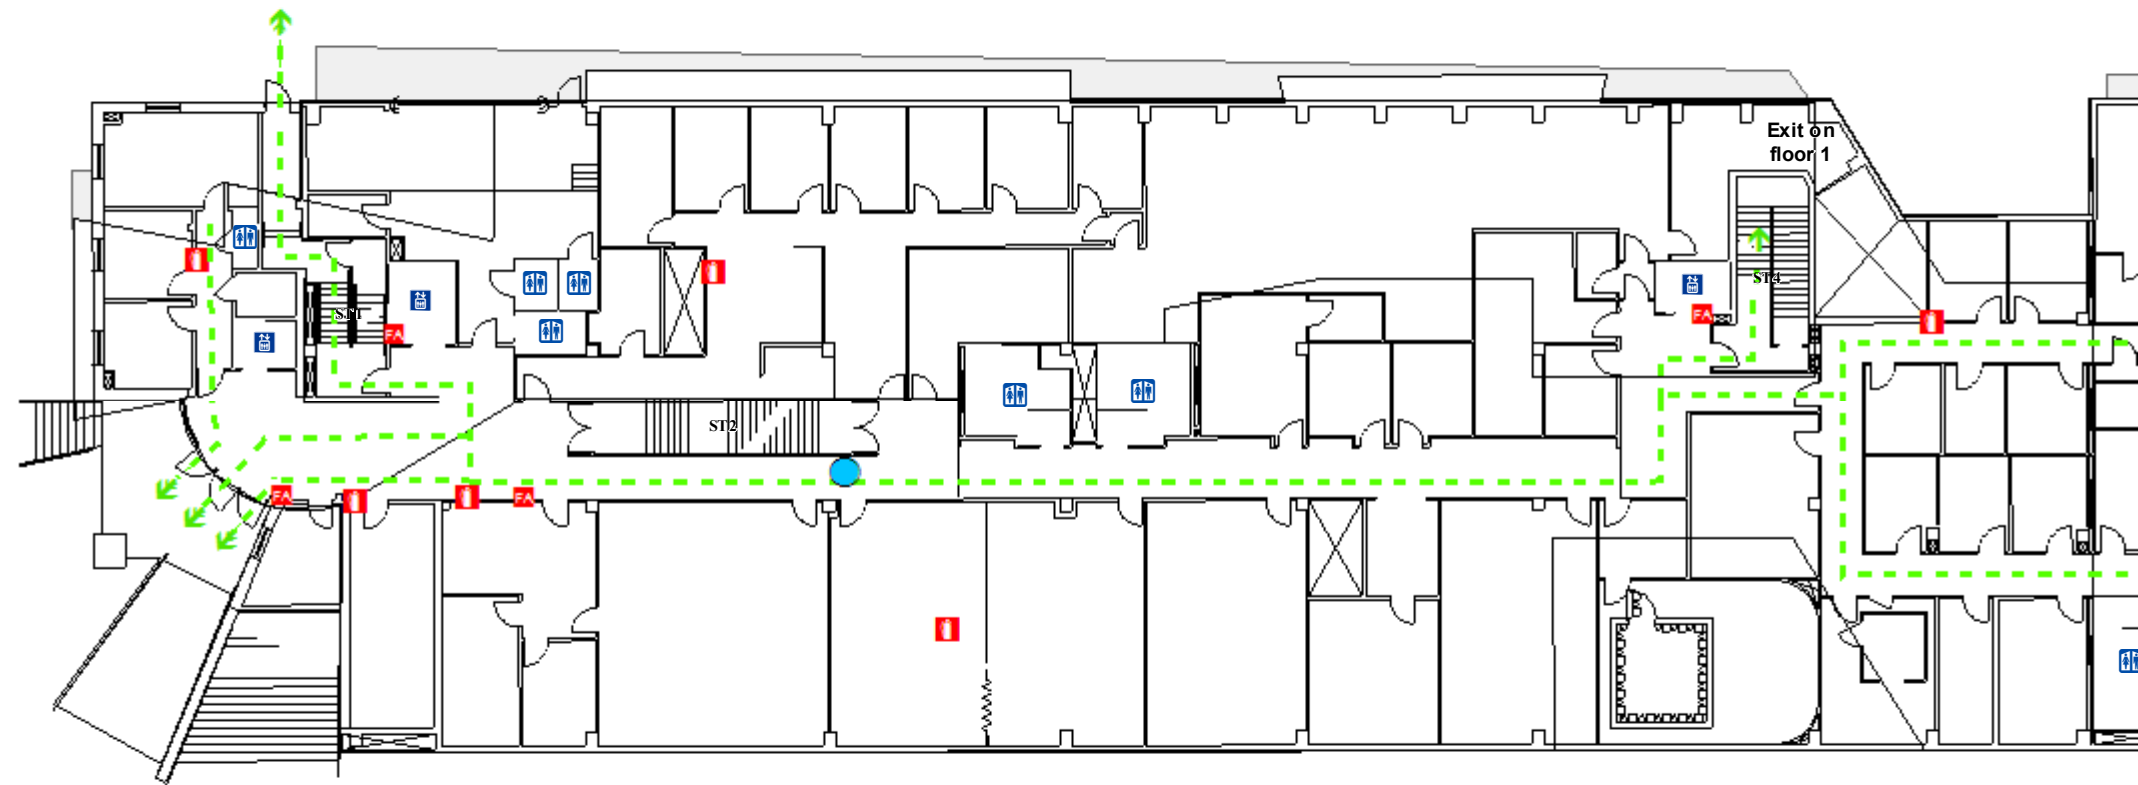 Exit on
floor 1
ST4
ST1
FA
FA
ST2
FA
FA